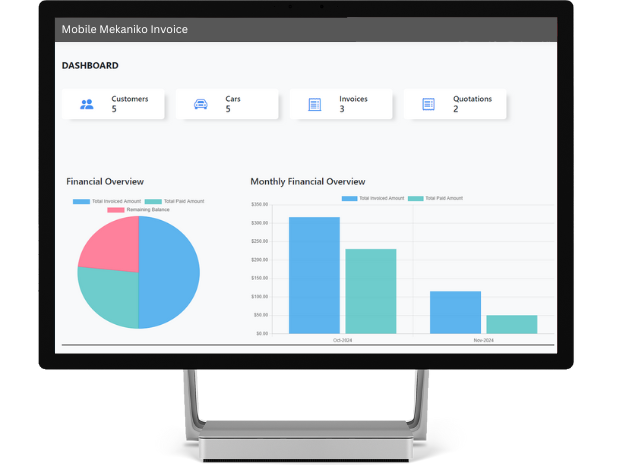 Mobile Mekaniko Invoice
DASHBOARD
Customers
5
Cars
5
Invoices
3
Quotations
2
Financial Overview
Total Invoiced Amount Total Paid Amount
Remaining Balance
Monthly Financial Overview
Total Invoiced Amount Total Paid Amount
$350.00
$300.00
$250.00
$200.00
$150.00
$100.00
$50.00
$0.00
Oct-2024 Nov-2024